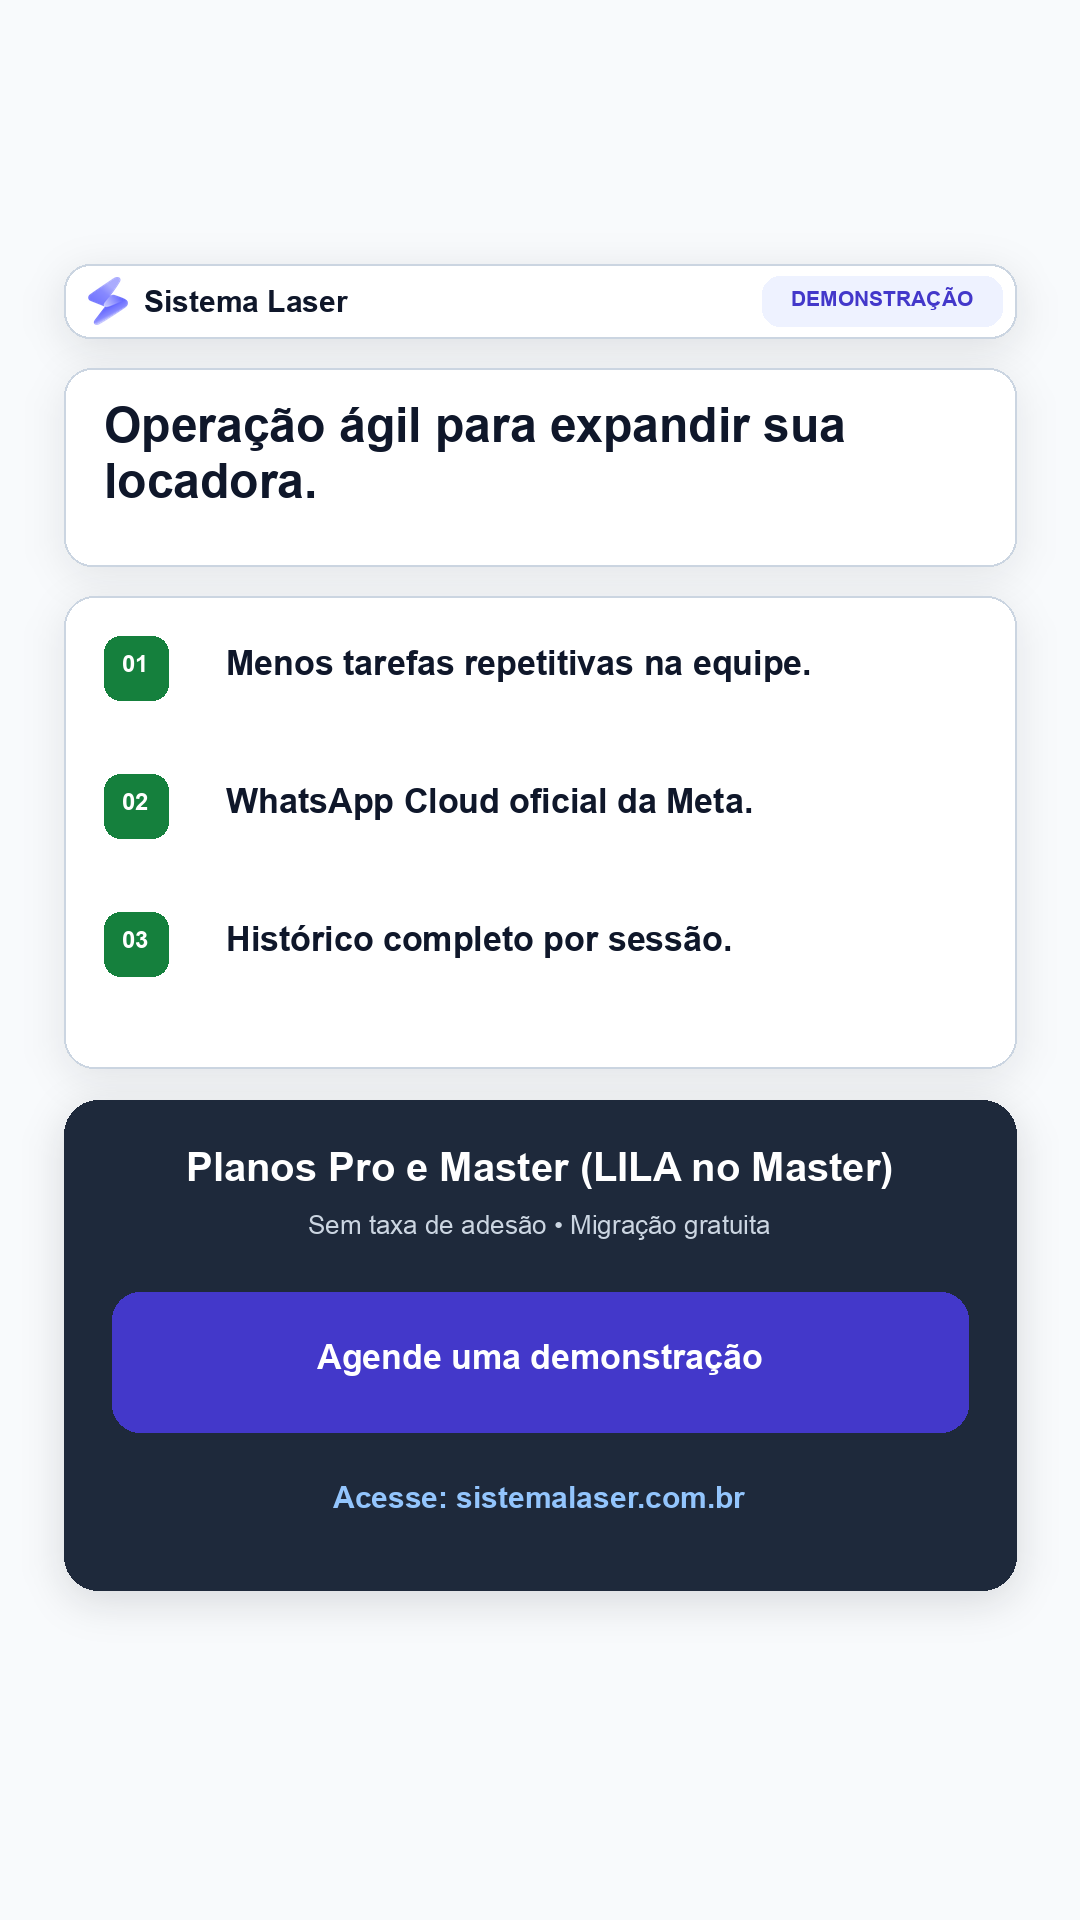 Sistema Laser
DEMONSTRAÇÃO
Operação ágil para expandir sua
locadora.
01
Menos tarefas repetitivas na equipe.
02
WhatsApp Cloud oficial da Meta.
03
Histórico completo por sessão.
Planos Pro e Master (LILA no Master)
Sem taxa de adesão • Migração gratuita
Agende uma demonstração
Acesse: sistemalaser.com.br